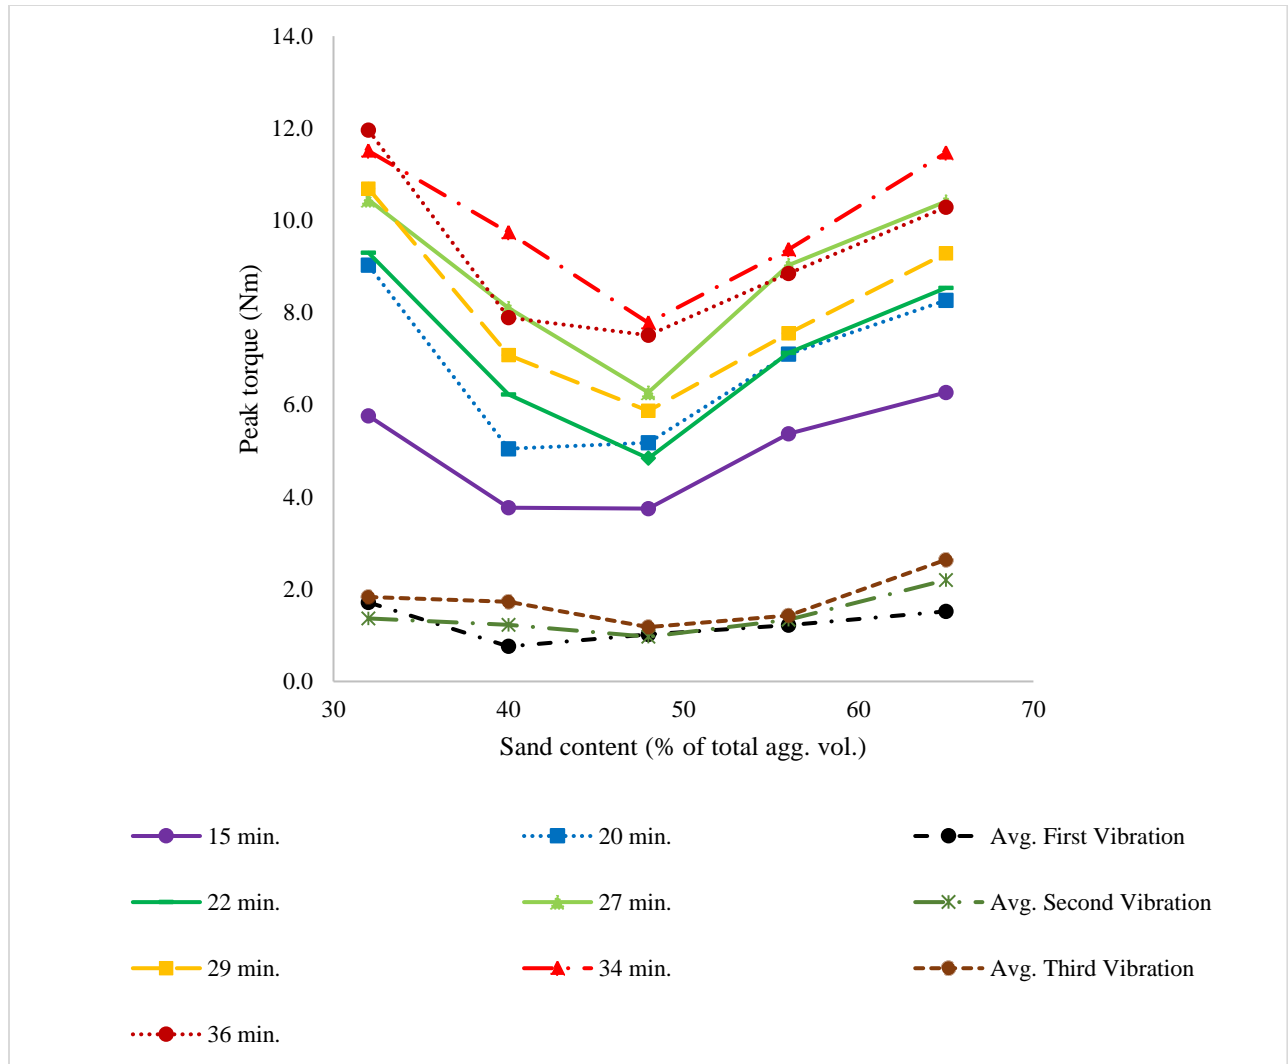 14.0
12.0
10.0
8.0
6.0
4.0
2.0
0.0
Peak torque (Nm)
30 40 50 60 70
Sand content (% of total agg. vol.)
15 min. 20 min. Avg. First Vibration
22 min. 27 min. Avg. Second Vibration
29 min. 34 min. Avg. Third Vibration
36 min.